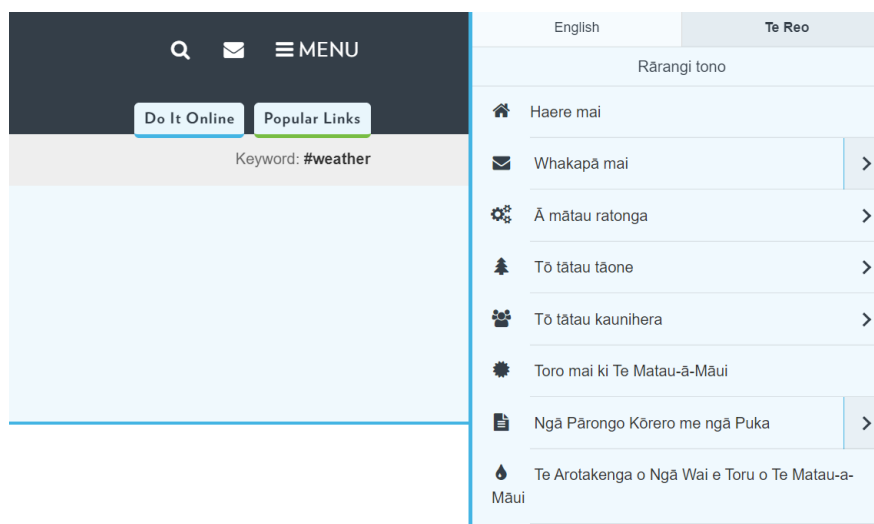 MENU
Do It Online Popular Links
Keyword: #weather
English Te Reo
Rārangi tono
Haere mai
Whakapā mai
Ā mātau ratonga
Tō tātau tāone
Tō tātau kaunihera
Toro mai ki Te Matau-ā-Māui
Ngā Pārongo Kōrero me ngā Puka
Te Arotakenga o Ngā Wai e Toru o Te Matau-a-
Māui